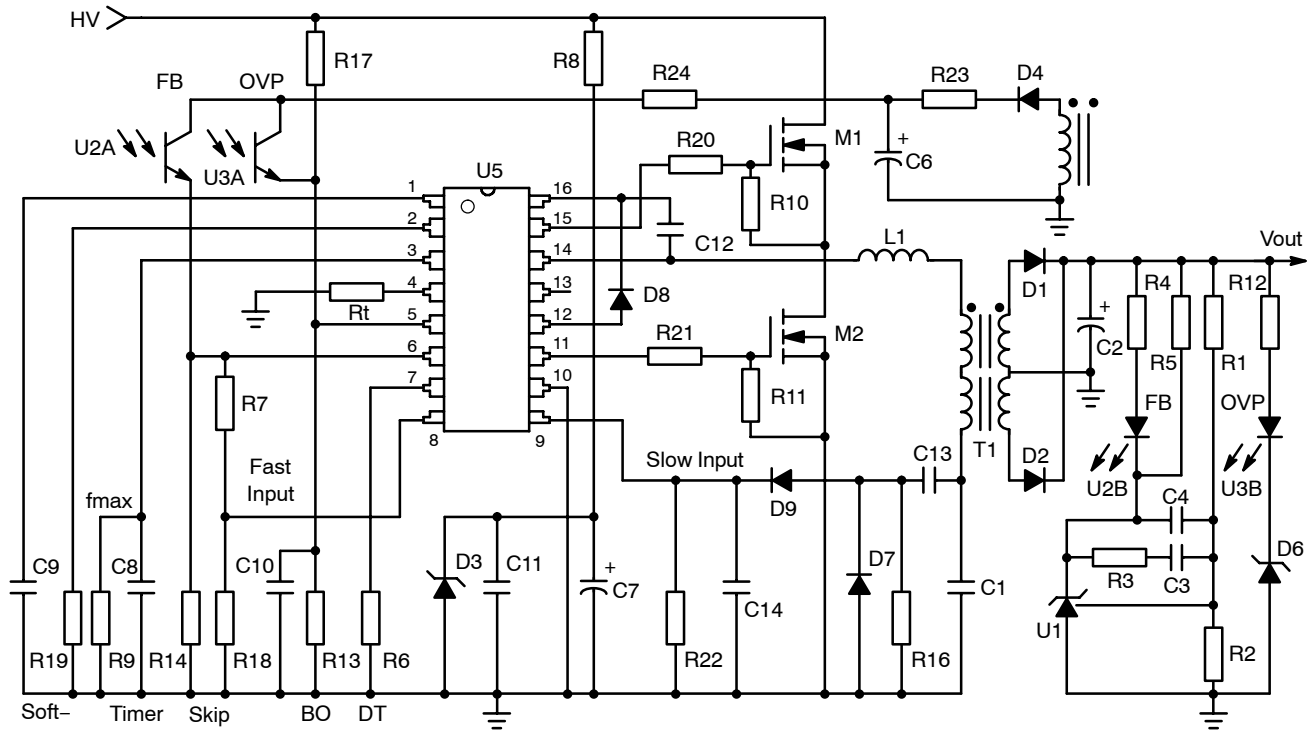 HV
R17
R8
FB
OVP
R24
R23
D4
U2A
U3A
U5
R20
M1
C6
1
16
2
15
R10
C12
3
14
L1
Vout
4
13
Rt
D8
D1
R4
R12
5
12
C2
R5
R1
6
11
R21
M2
7
10
R7
R11
FB
OVP
8
9
T1
D2
Fast
Input
Slow Input
C13
U2B
U3B
fmax
D9
C4
C9
C8
C10
D3
C11
C7
C14
D7
C1
R3
C3
D6
U1
R19
R9
R14
R18
R13
R6
R22
R16
R2
Soft–
Timer
Skip
BO
DT
+
+
+